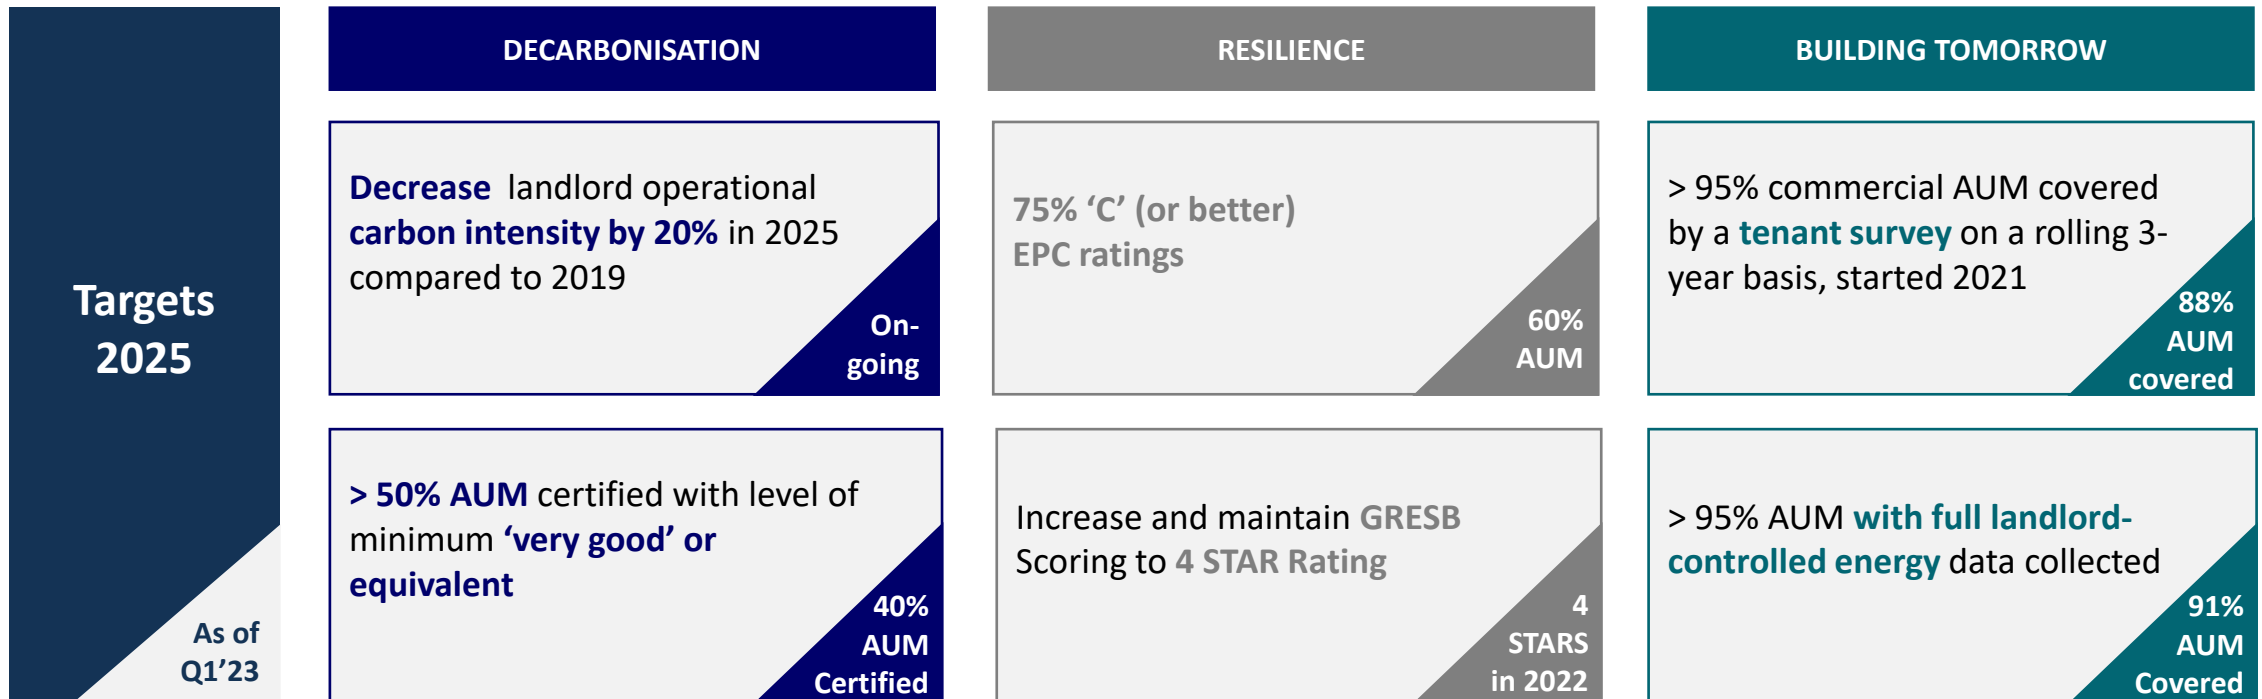 Targets
2025
As of
Q1’23
DECARBONISATION
Decrease landlord operational
carbon intensity by 20% in 2025
compared to 2019
On-
going
> 50% AUM certified with level of
minimum ‘very good’ or
equivalent
40%
AUM
Certified
RESILIENCE
75% ‘C’ (or better)
EPC ratings
60%
AUM
Increase and maintain GRESB
Scoring to 4 STAR Rating
4
STARS
in 2022
BUILDING TOMORROW
> 95% commercial AUM covered
by a tenant survey on a rolling 3-
year basis, started 2021
88%
AUM
covered
> 95% AUM with full landlord-
controlled energy data collected
91%
AUM
Covered